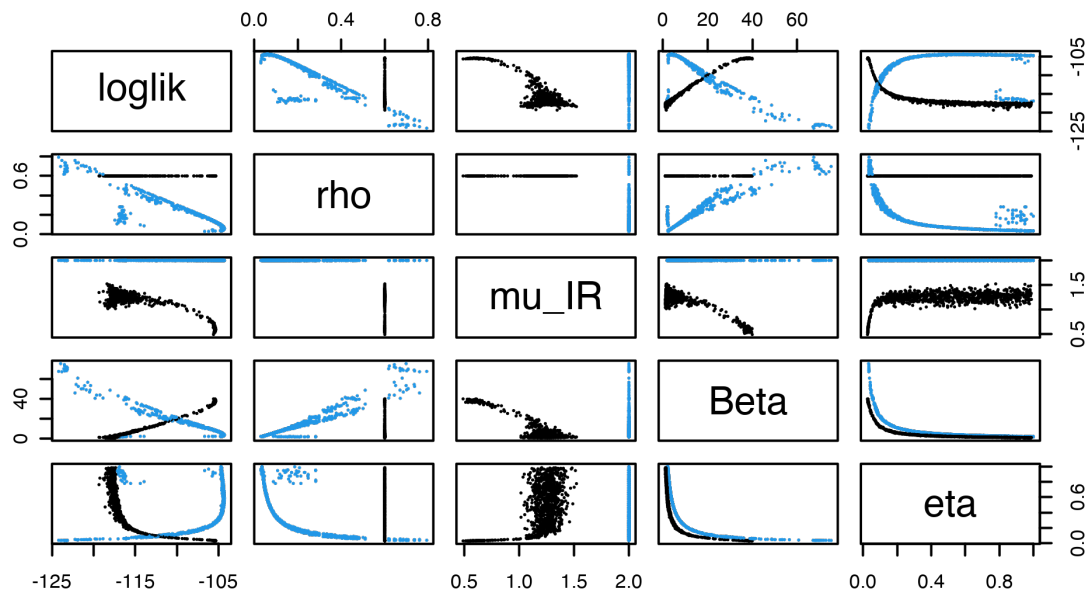 0.0 0.4 0.8 0 20 40 60
loglik -125 -105
0.0 0.6 rho
mu_IR 0.5 1.5
0 40 Beta
eta 0.0 0.6
-125 -115 -105 0.5 1.0 1.5 2.0 0.0 0.4 0.8